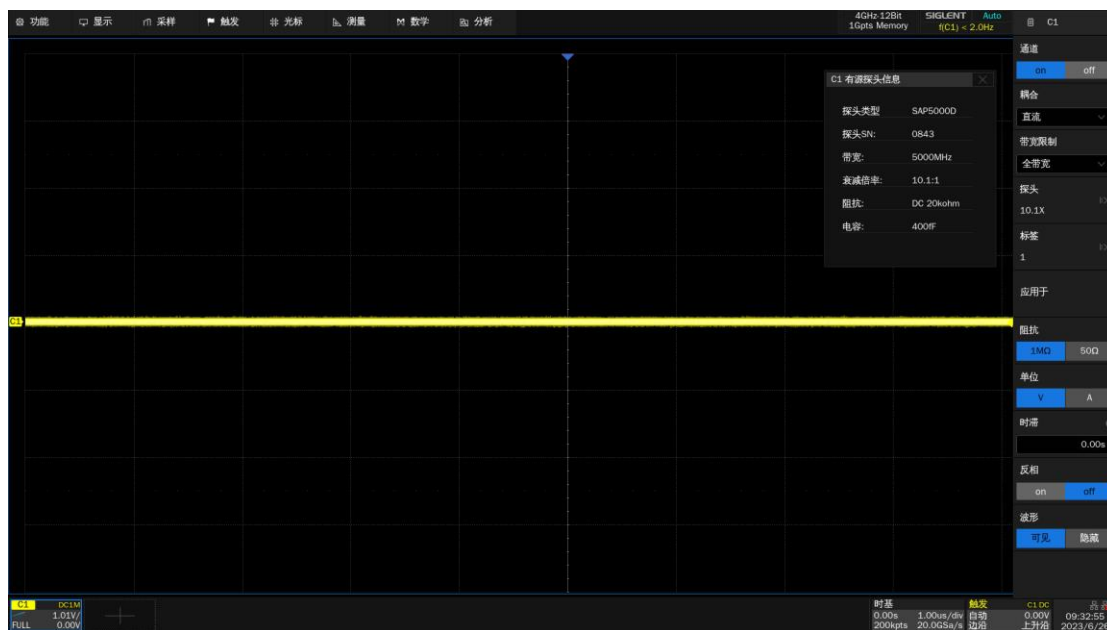 功能 显示 采样 触发 光标 测量 数学 分析
4GHz-12Bit
1Gpts Memory
SIGLENT Auto
f(C1) < 2.0Hz
C1
C1 有源探头信息
探头类型 SAP5000D
探头SN: 0843
带宽: 5000MHz
衰减倍率: 10.1:1
阻抗: DC 20kohm
电容: 400fF
通道
on off
耦合
直流
带宽限制
全带宽
探头
10.1X
标签
1
应用于
阻抗
1MΩ 50Ω
单位
V A
时滞
0.00s
反相
on off
波形
可见 隐藏
C1
C1 DC1M
1.01V/
FULL 0.00V
时基
0.00s 1.00us/div
200kpts 20.0GSa/s
触发 C1 DC
自动 0.00V
边沿 上升沿
09:32:55